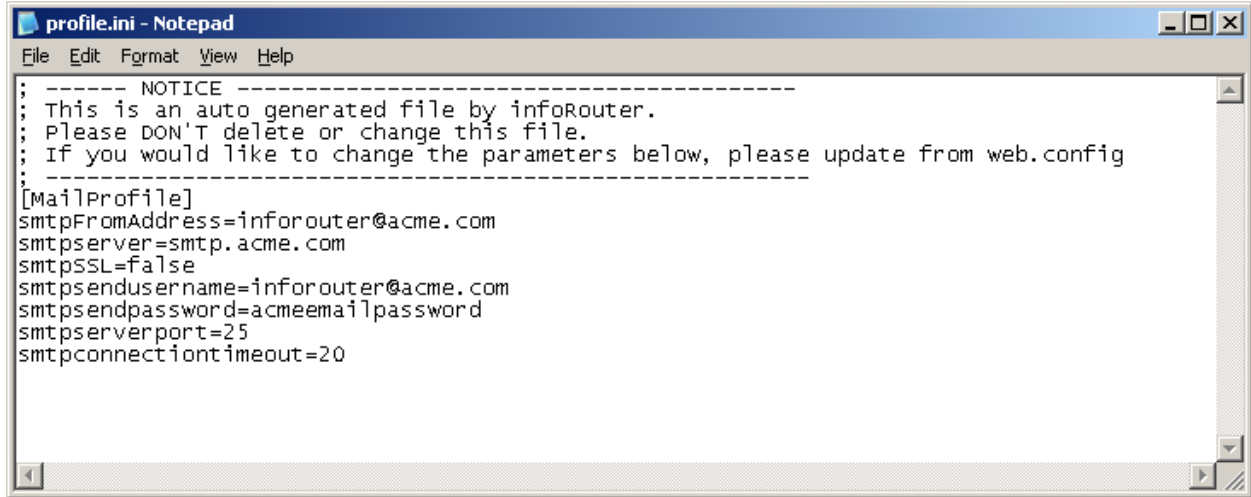 profile.ini - Notepad
File Edit Format View Help
; ------ NOTICE -----------------------------------------
; This is an auto generated file by infoRouter.
; Please DON'T delete or change this file.
; If you would like to change the parameters below, please update from web.config
; --------------------------------------------------------
[MailProfile]
smtpFromAddress=inforouter@acme.com
smtpserver=smtp.acme.com
smtpSSL=false
smtpsendusername=inforouter@acme.com
smtpsendpassword=acmeemailpassword
smtpserverport=25
smtpconnectiontimeout=20